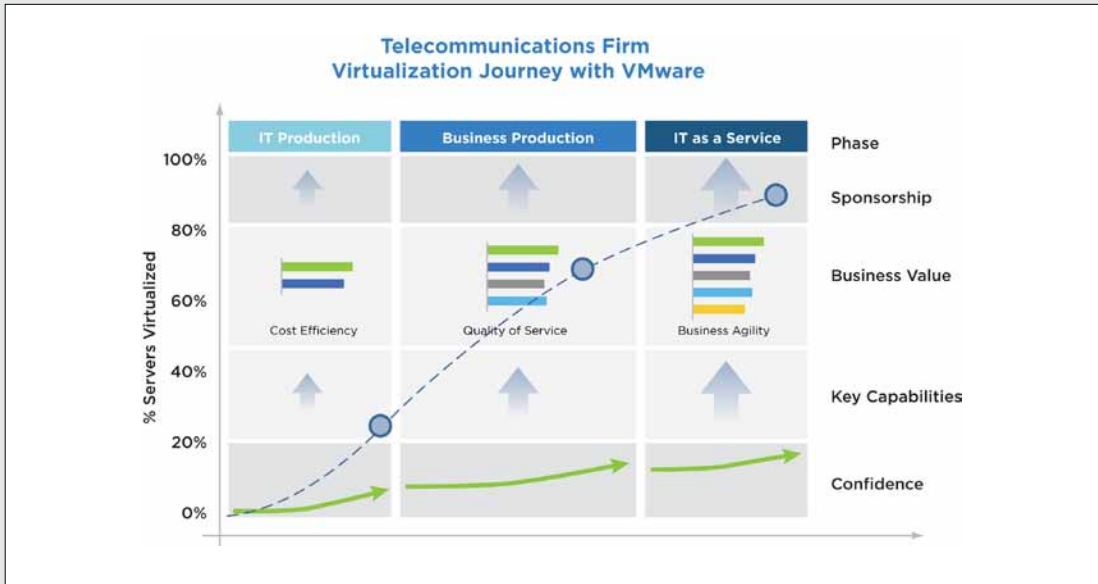 Telecommunications Firm
Virtualization Journey with VMware
IT Production
Business Production
IT as a Service
Phase
100%
Sponsorship
80%
Business Value
60%
Cost Efficiency
Quality of Service
Business Agility
% Servers Virtualized
40%
Key Capabilities
20%
Confidence
0%